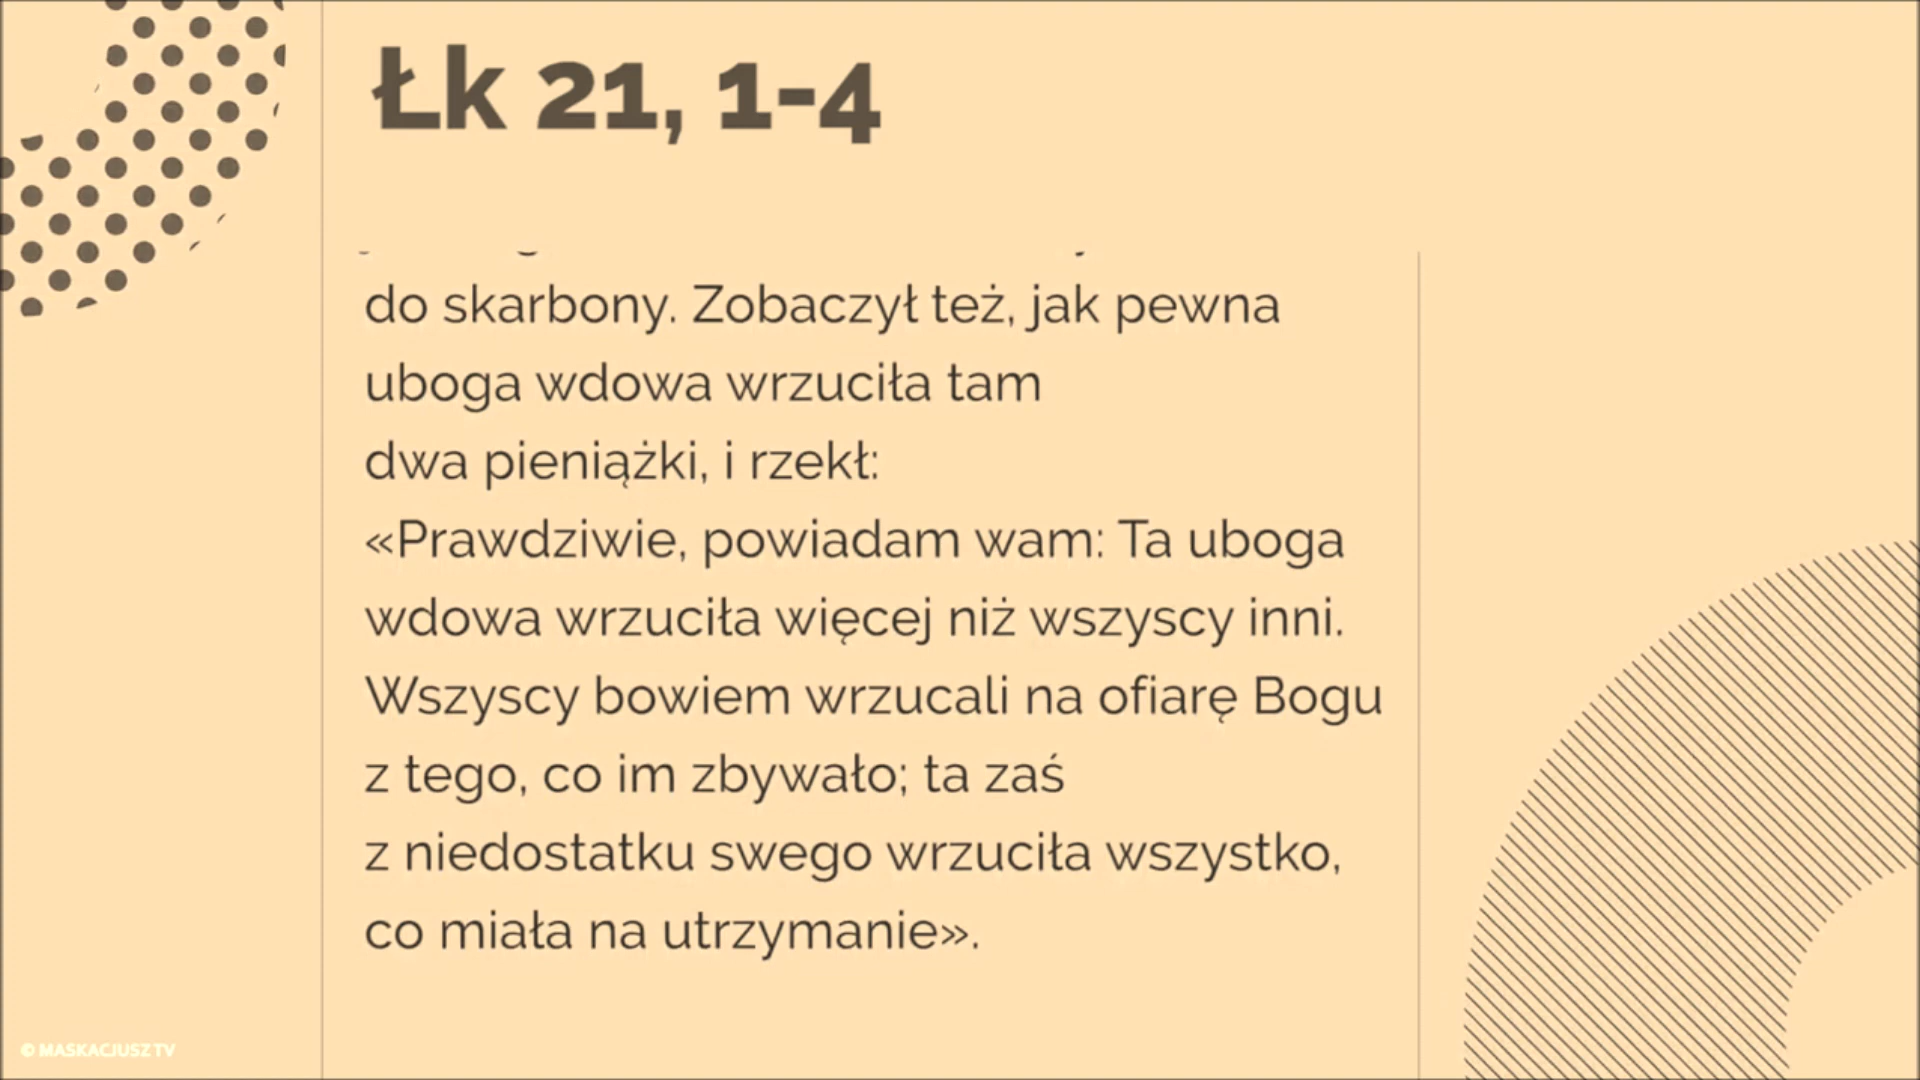 Łk 21, 1-4
do skarbony. Zobaczył też, jak pewna
uboga wdowa wrzuciła tam
dwa pieniążki, i rzekł:
«Prawdziwie, powiadam wam: Ta uboga
wdowa wrzuciła więcej niż wszyscy inni.
Wszyscy bowiem wrzucali na ofiarę Bogu
z tego, co im zbywało; ta zaś
z niedostatku swego wrzuciła wszystko,
co miała na utrzymanie».
© MASKACJUSZ TV